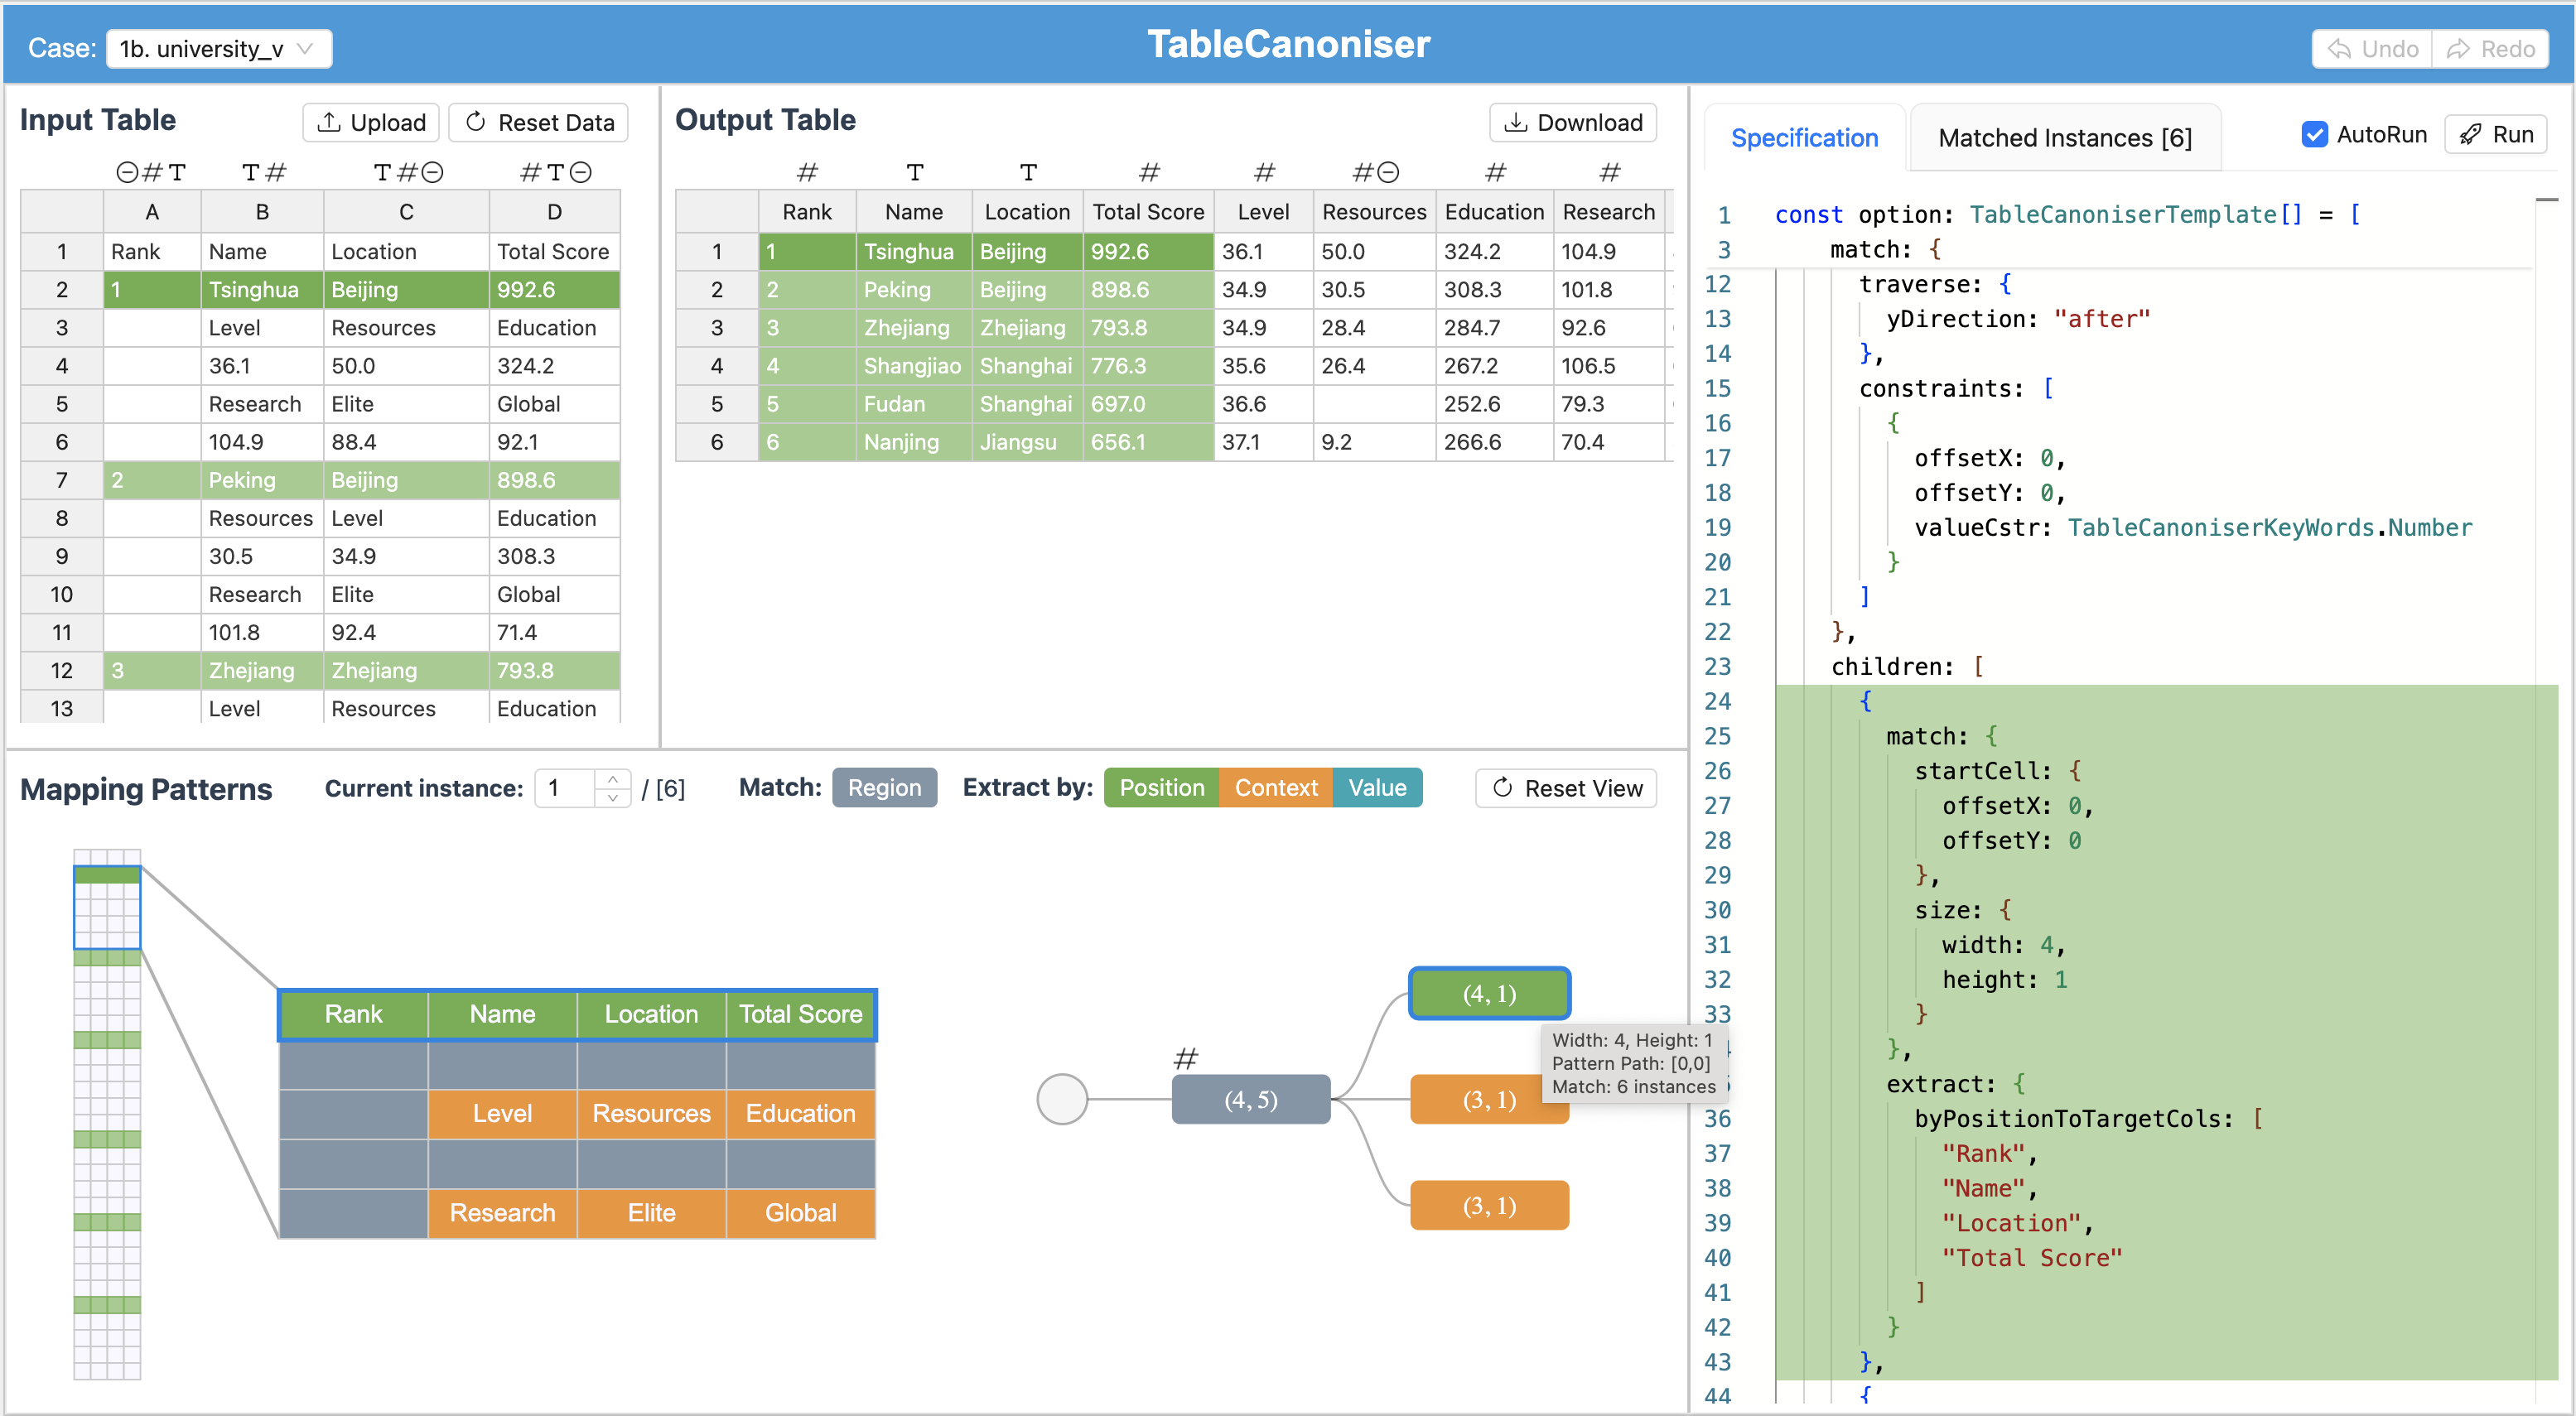 Case: 1b. university_v
TableCanoniser
Undo Redo
Input Table
Upload Reset Data
# T T # T # # T
A B C D
1 Rank Name Location Total Score
2 1 Tsinghua Beijing 992.6
3 Level Resources Education
4 36.1 50.0 324.2
5 Research Elite Global
6 104.9 88.4 92.1
7 2 Peking Beijing 898.6
8 Resources Level Education
9 30.5 34.9 308.3
10 Research Elite Global
11 101.8 92.4 71.4
12 3 Zhejiang Zhejiang 793.8
13 Level Resources Education
Output Table
Download
# T T # # # # #
Rank Name Location Total Score Level Resources Education Research
1 1 Tsinghua Beijing 992.6 36.1 50.0 324.2 104.9
2 2 Peking Beijing 898.6 34.9 30.5 308.3 101.8
3 3 Zhejiang Zhejiang 793.8 34.9 28.4 284.7 92.6
4 4 Shangjiao Shanghai 776.3 35.6 26.4 267.2 106.5
5 5 Fudan Shanghai 697.0 36.6 252.6 79.3
6 6 Nanjing Jiangsu 656.1 37.1 9.2 266.6 70.4
Mapping Patterns
Current instance: 1 / [6]
Match: Region
Extract by: Position Context Value
Reset View
Rank Name Location Total Score
Level Resources Education
Research Elite Global
#
(4, 5)
(4, 1)
(3, 1)
(3, 1)
Width: 4, Height: 1
Pattern Path: [0,0]
Match: 6 instances
Specification
Matched Instances [6]
AutoRun
Run
1 const option: TableCanoniserTemplate[] = [
3 match: {
12 traverse: {
13 yDirection: "after"
14 },
15 constraints: [
16 {
17 offsetX: 0,
18 offsetY: 0,
19 valueCstr: TableCanoniserKeyWords.Number
20 }
21 ]
22 },
23 children: [
24 {
25 match: {
26 startCell: {
27 offsetX: 0,
28 offsetY: 0
29 },
30 size: {
31 width: 4,
32 height: 1
33 }
},
extract: {
36 byPositionToTargetCols: [
37 "Rank",
38 "Name",
39 "Location",
40 "Total Score"
41 ]
42 }
43 },
44 {